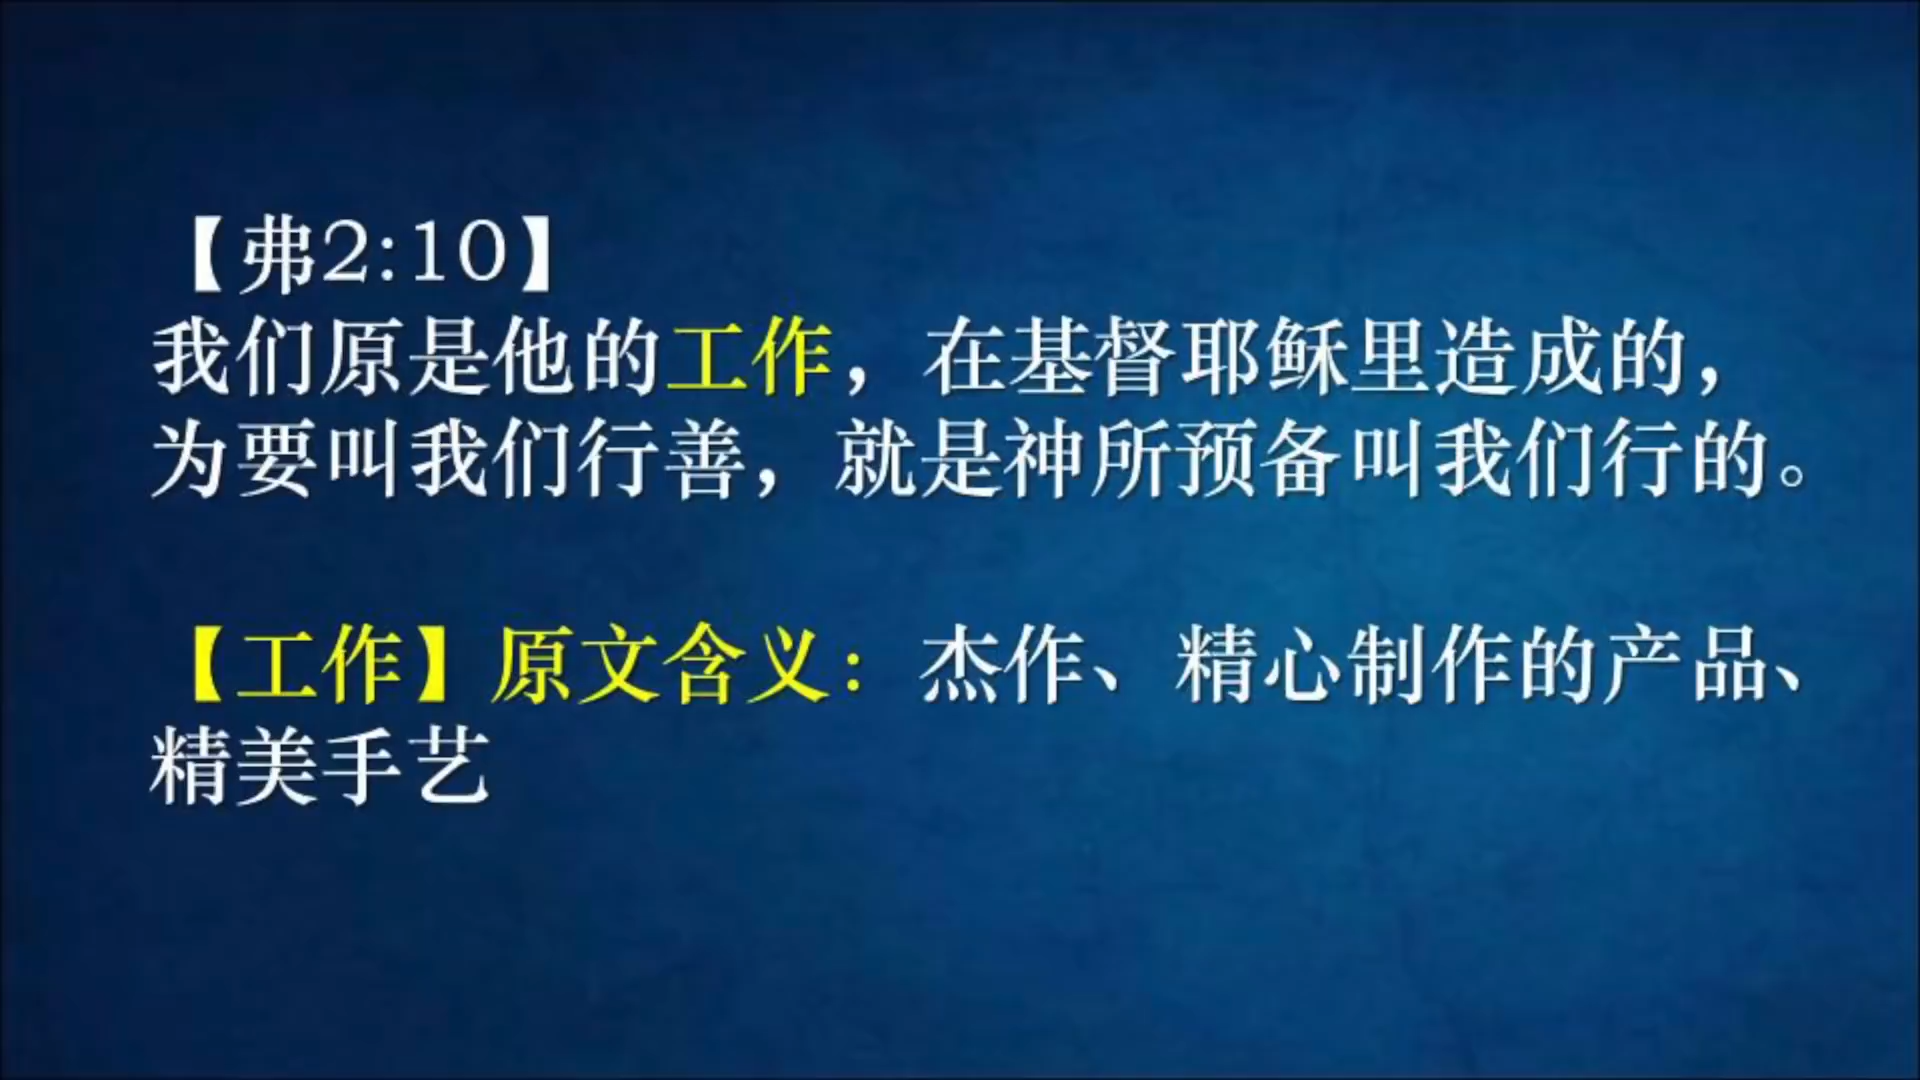 【弗2:10】
我们原是他的工作，在基督耶稣里造成的，
为要叫我们行善，就是神所预备叫我们行的。
【工作】原文含义：杰作、精心制作的产品、
精美手艺